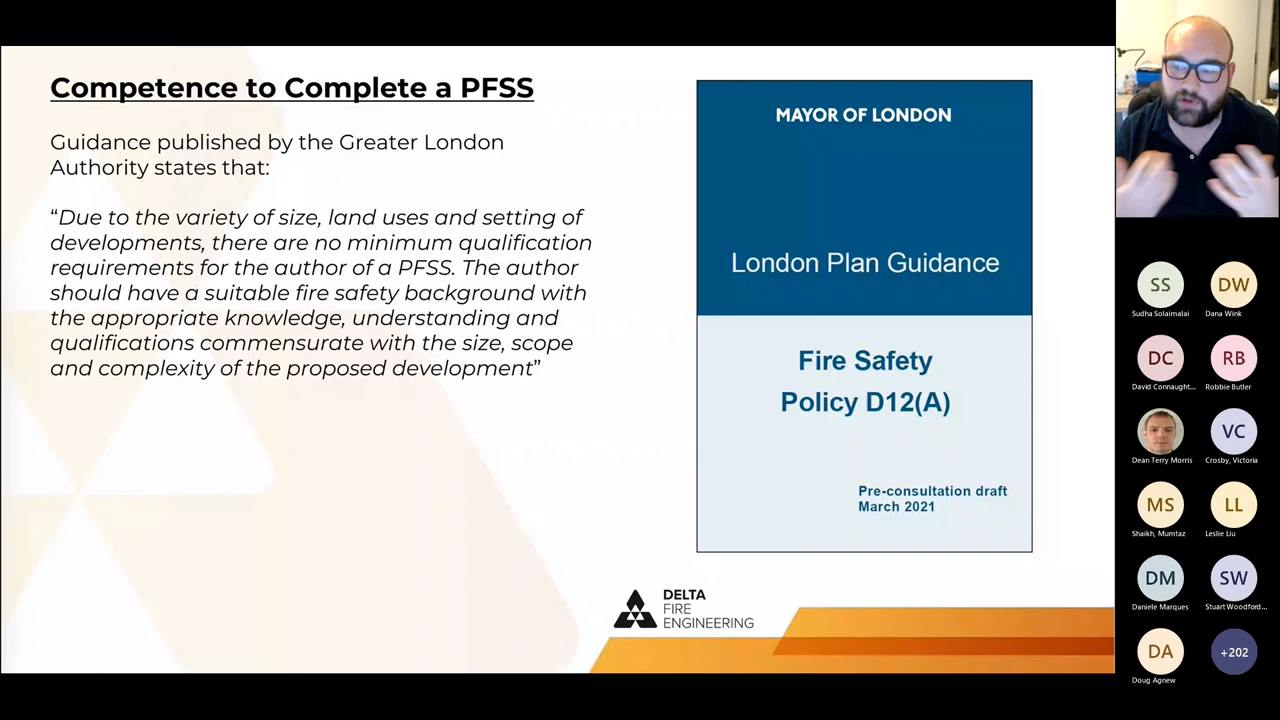 Competence to Complete a PFSS
Guidance published by the Greater London
Authority states that:
“Due to the variety of size, land uses and setting of
developments, there are no minimum qualification
requirements for the author of a PFSS. The author
should have a suitable fire safety background with
the appropriate knowledge, understanding and
qualifications commensurate with the size, scope
and complexity of the proposed development”
MAYOR OF LONDON
London Plan Guidance
Fire Safety
Policy D12(A)
Pre-consultation draft
March 2021
DELTA
FIRE
ENGINEERING
SS
Sudha Solaimalai
DW
Dana Wink
DC
David Connaught...
RB
Robbie Butler
Dean Terry Morris
VC
Crosby, Victoria
MS
Shaikh, Mumtaz
LL
Leslie Liu
DM
Daniele Marques
SW
Stuart Woodford...
DA
Doug Agnew
+202